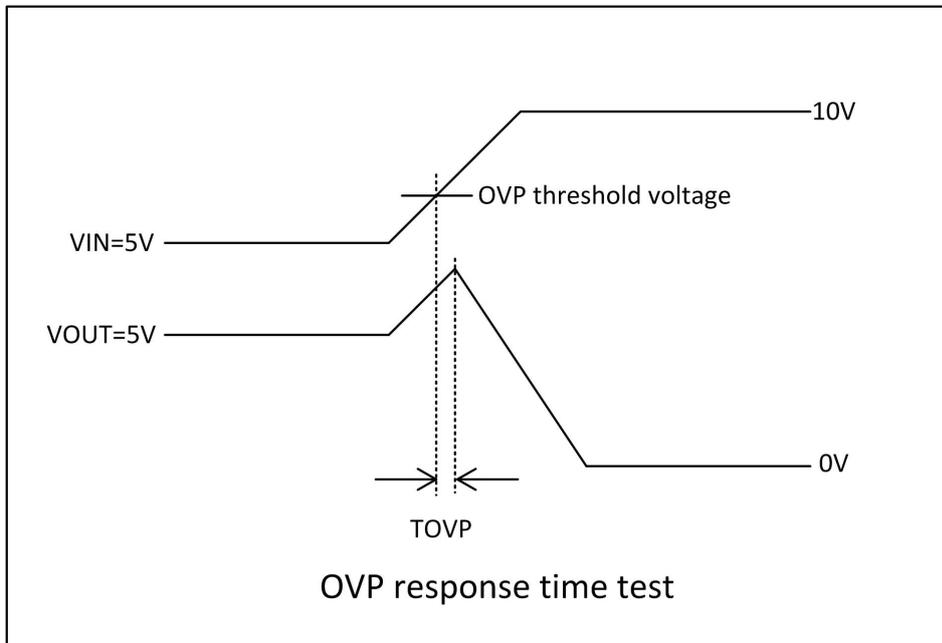 10V
OVP threshold voltage
VIN=5V
VOUT=5V
0V
TOVP
OVP response time test